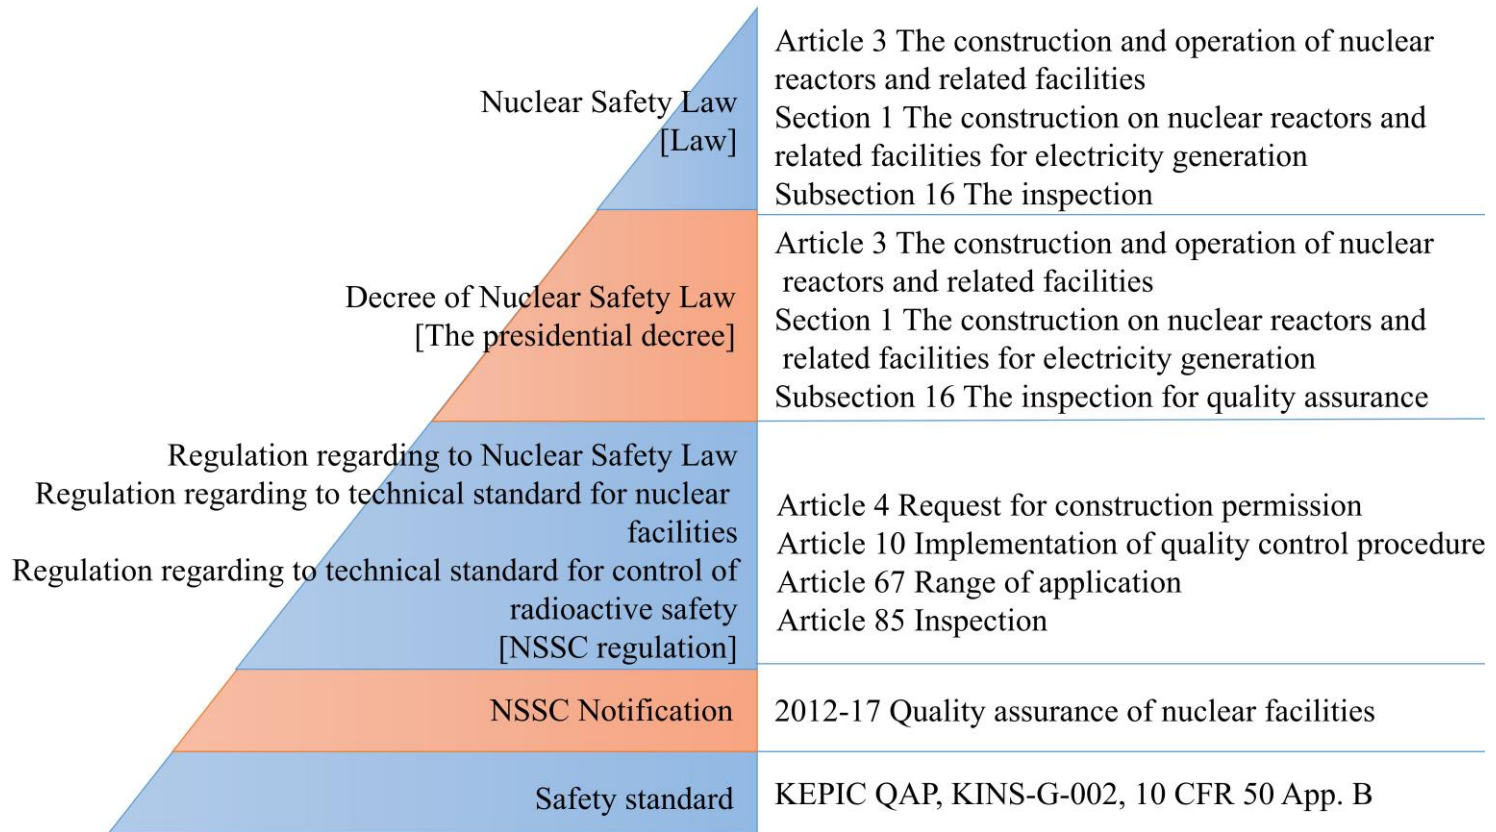 Nuclear Safety Law
[Law]
Article 3 The construction and operation of nuclear
reactors and related facilities
Section 1 The construction on nuclear reactors and
related facilities for electricity generation
Subsection 16 The inspection
Decree of Nuclear Safety Law
[The presidential decree]
Article 3 The construction and operation of nuclear
reactors and related facilities
Section 1 The construction on nuclear reactors and
related facilities for electricity generation
Subsection 16 The inspection for quality assurance
Regulation regarding to Nuclear Safety Law
Regulation regarding to technical standard for nuclear
facilities
Regulation regarding to technical standard for control of
radioactive safety
[NSSC regulation]
Article 4 Request for construction permission
Article 10 Implementation of quality control procedure
Article 67 Range of application
Article 85 Inspection
NSSC Notification
2012-17 Quality assurance of nuclear facilities
Safety standard
KEPIC QAP, KINS-G-002, 10 CFR 50 App. B